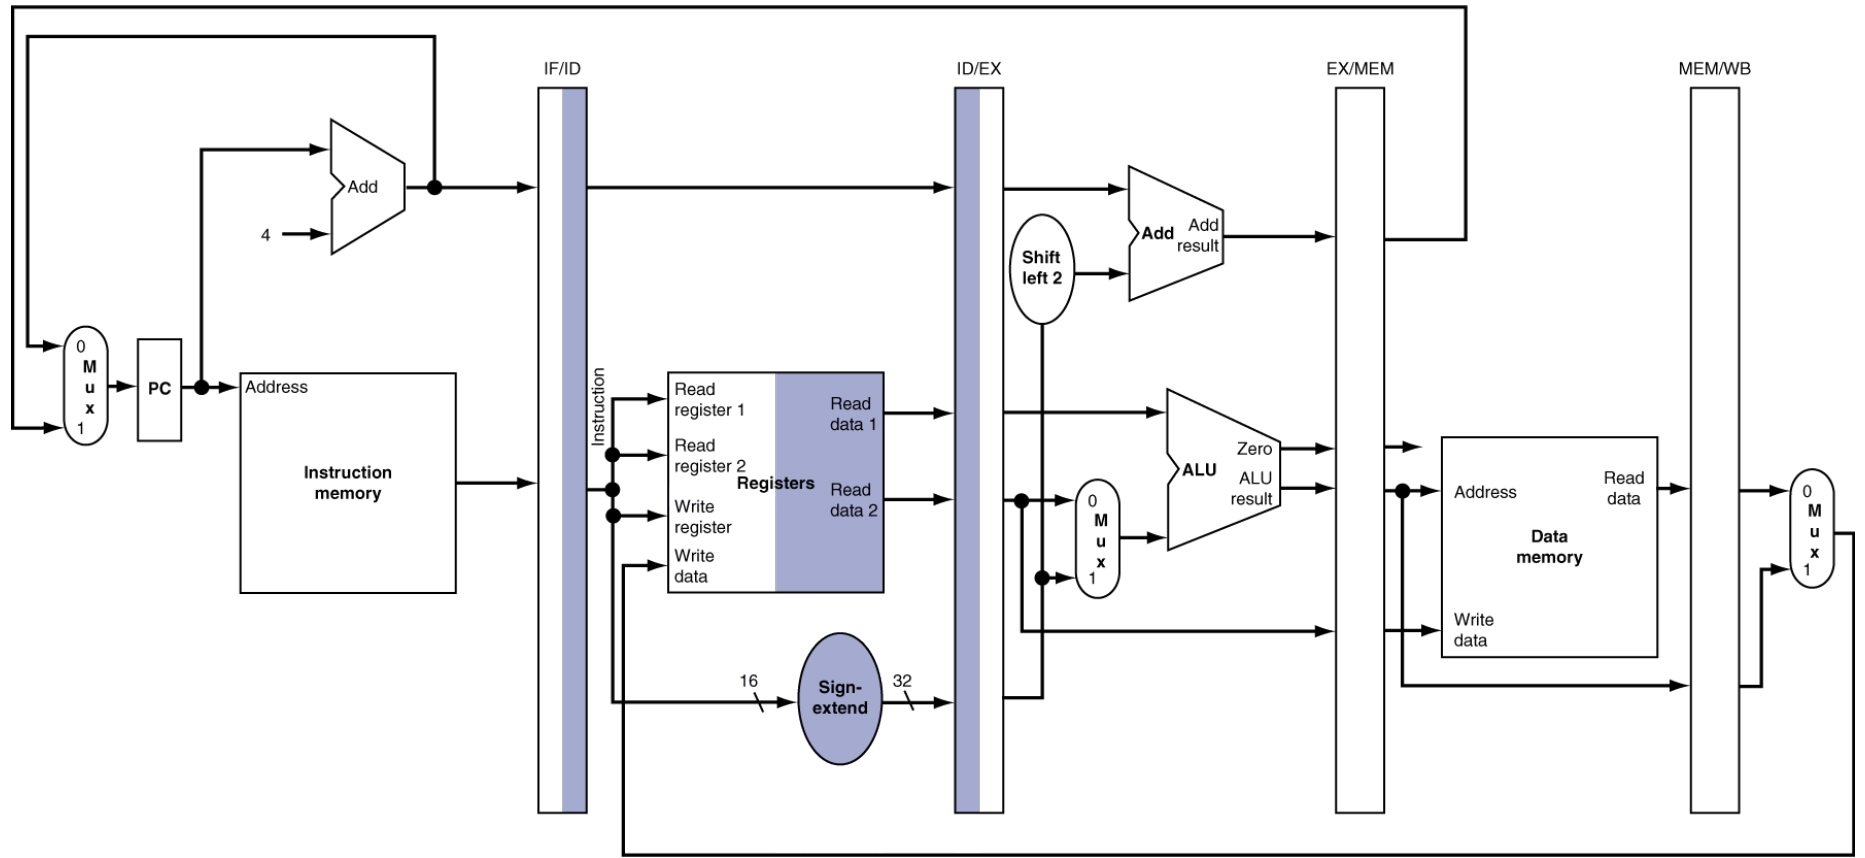 IF/ID
ID/EX
EX/MEM
MEM/WB
Add
4
Add
Add
result
Shift
left 2
0
M
u
x
1
PC
Address
Instruction
memory
Instruction
Read
register 1
Read
register 2
Write
register
Write
data
Registers
Read
data 1
Read
data 2
16
Sign-
extend
32
0
M
u
x
1
Zero
ALU
ALU
result
Address
Read
data
Data
memory
Write
data
0
M
u
x
1